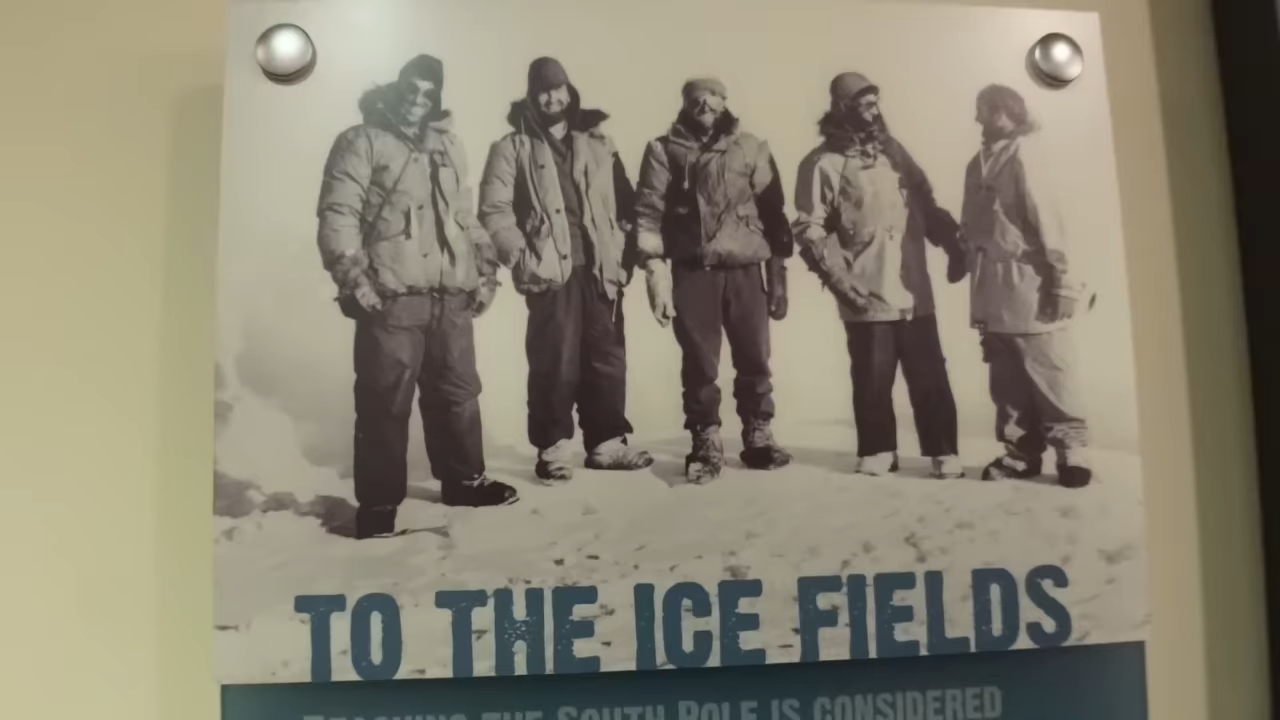 TO THE ICE FIELDS
REACHING THE SOUTH POLE IS CONSIDERED